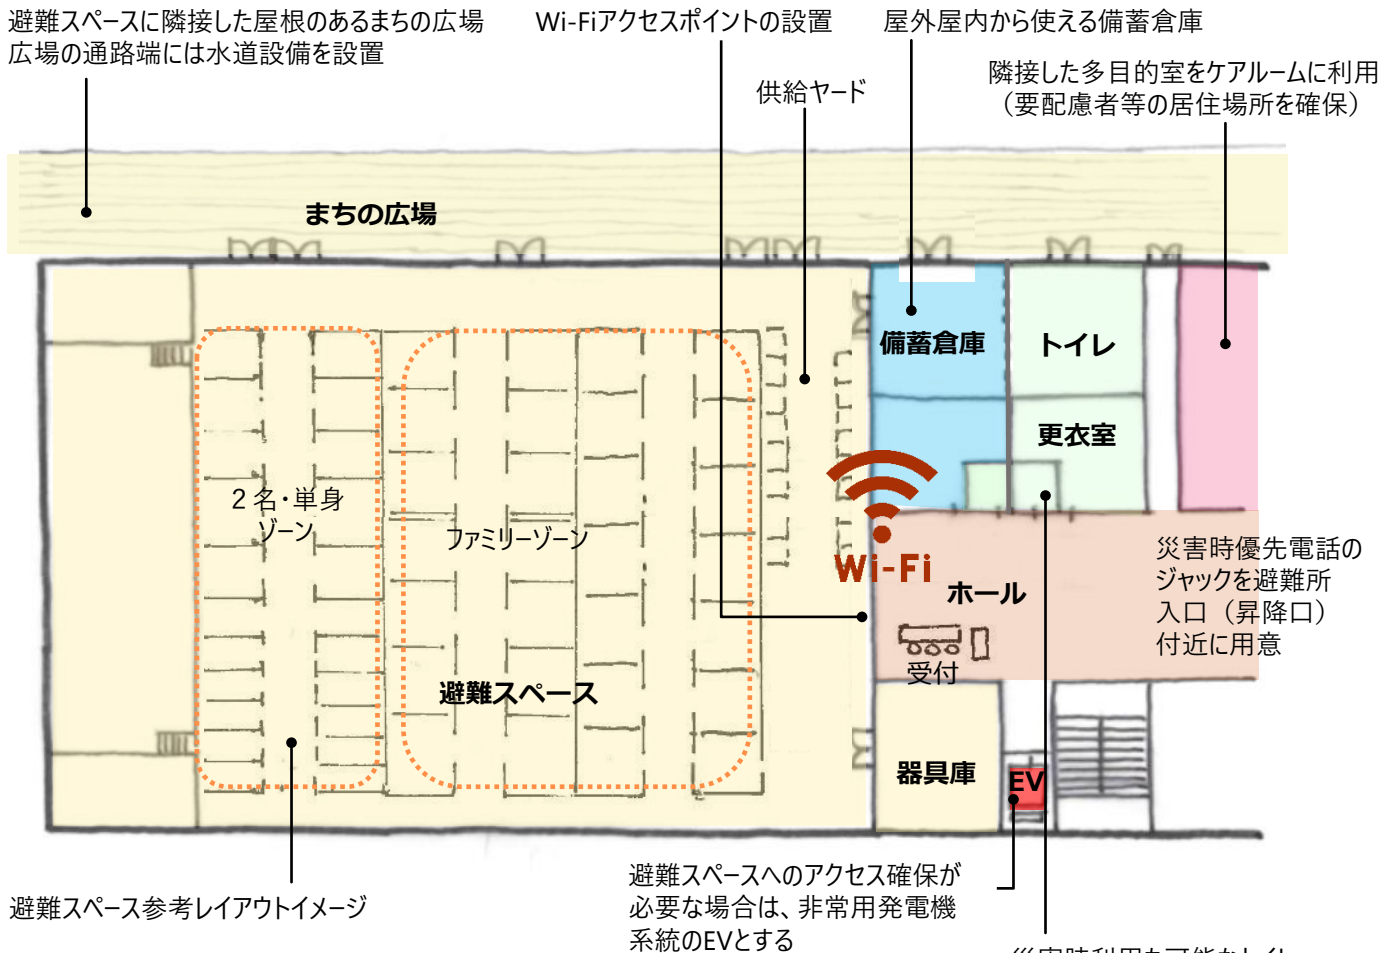 避難スペースに隣接した屋根のあるまちの広場
広場の通路端には水道設備を設置
Wi-Fiアクセスポイントの設置
屋外屋内から使える備蓄倉庫
隣接した多目的室をケアルームに利用
（要配慮者等の居住場所を確保）
供給ヤード
まちの広場
備蓄倉庫
トイレ
更衣室
２名・単身
ゾーン
ファミリーゾーン
Wi-Fi
ホール
災害時優先電話の
ジャックを避難所
入口（昇降口）
付近に用意
受付
避難スペース
器具庫
EV
避難スペース参考レイアウトイメージ
避難スペースへのアクセス確保が
必要な場合は、非常用発電機
系統のEVとする